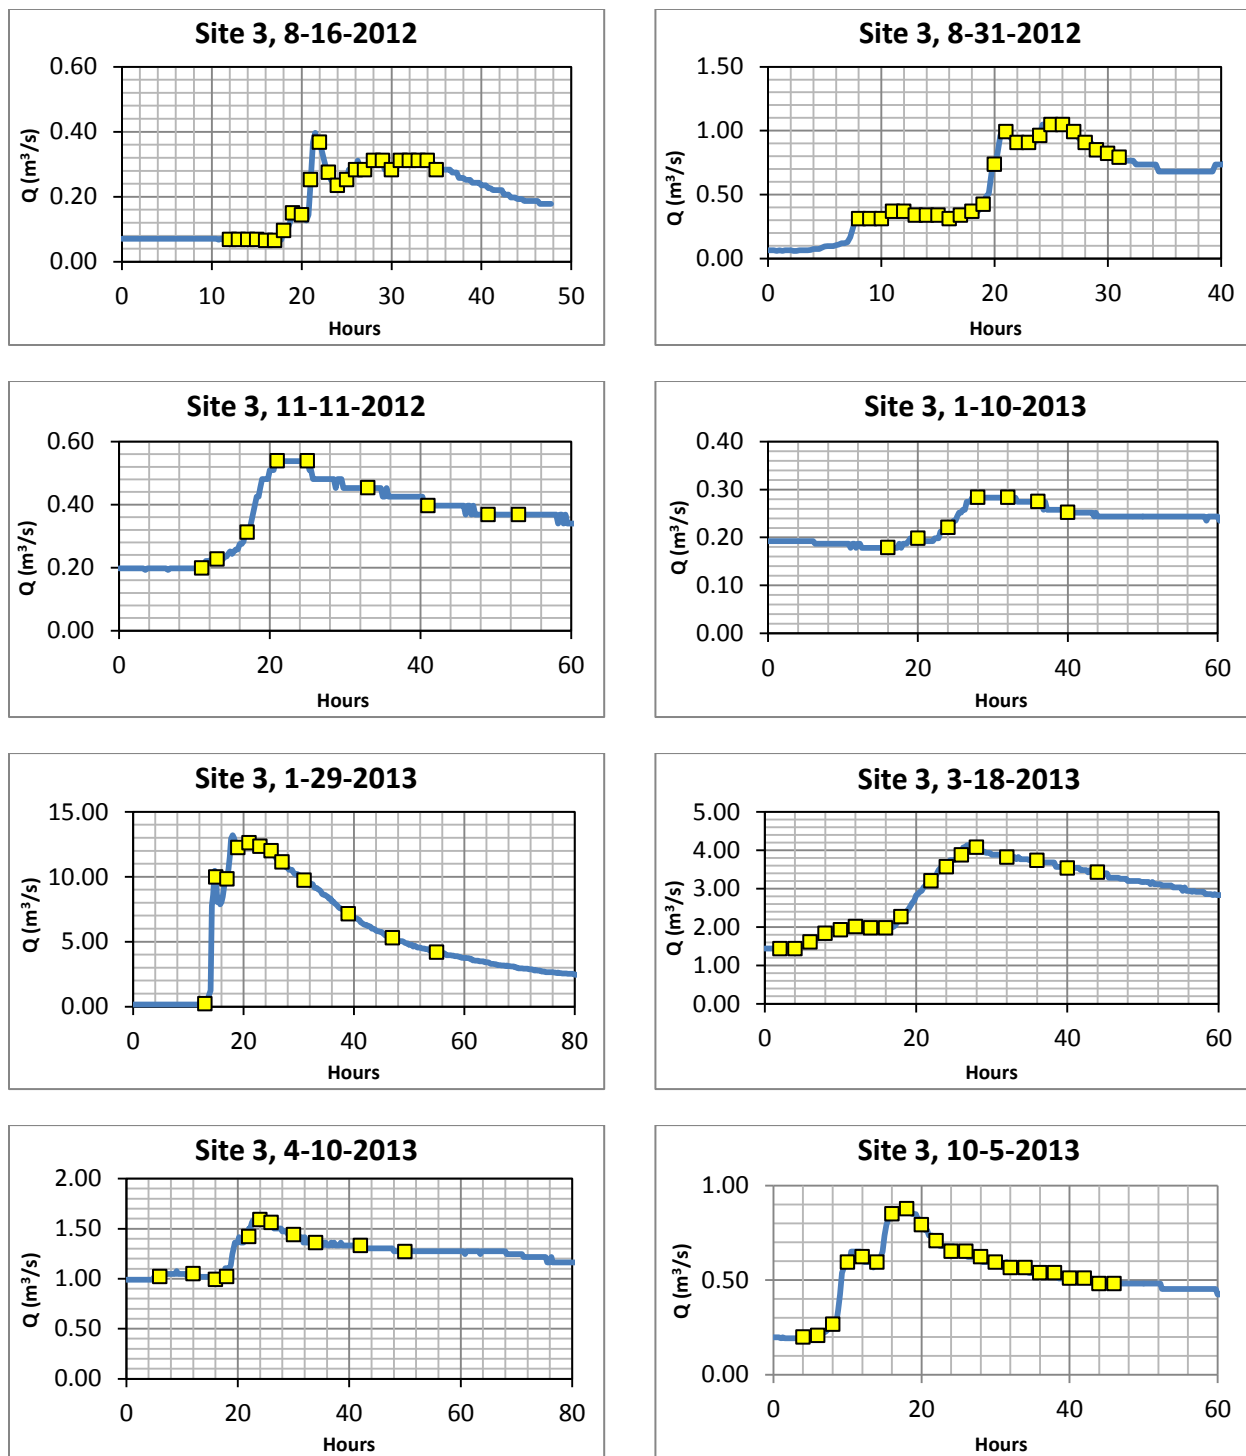 Site 3, 8-16-2012
0.60
0.40
0.20
0.00
Q (m³/s)
0 10 20 30 40 50
Hours
Site 3, 8-31-2012
1.50
1.00
0.50
0.00
Q (m³/s)
0 10 20 30 40
Hours
Site 3, 11-11-2012
0.60
0.40
0.20
0.00
Q (m³/s)
0 20 40 60
Hours
Site 3, 1-10-2013
0.40
0.30
0.20
0.10
0.00
Q (m³/s)
0 20 40 60
Hours
Site 3, 1-29-2013
15.00
10.00
5.00
0.00
Q (m³/s)
0 20 40 60 80
Hours
Site 3, 3-18-2013
5.00
4.00
3.00
2.00
1.00
0.00
Q (m³/s)
0 20 40 60
Hours
Site 3, 4-10-2013
2.00
1.50
1.00
0.50
0.00
Q (m³/s)
0 20 40 60 80
Hours
Site 3, 10-5-2013
1.00
0.50
0.00
Q (m³/s)
0 20 40 60
Hours